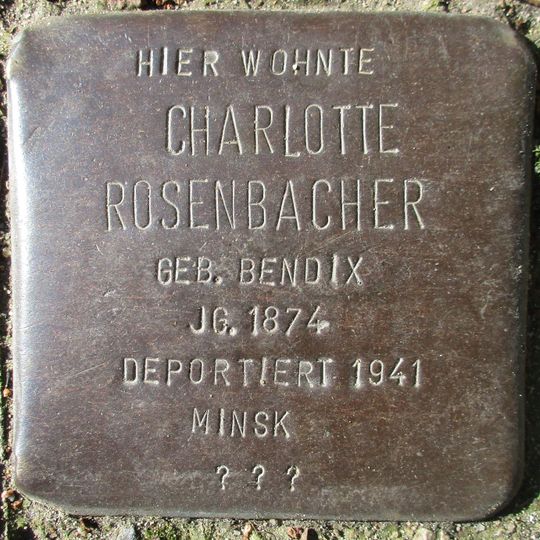 HIER WOHNTE
CHARLOTTE
ROSENBACHER
GEB. BENDIX
JG. 1874
DEPORTIERT 1941
MINSK
? ? ?